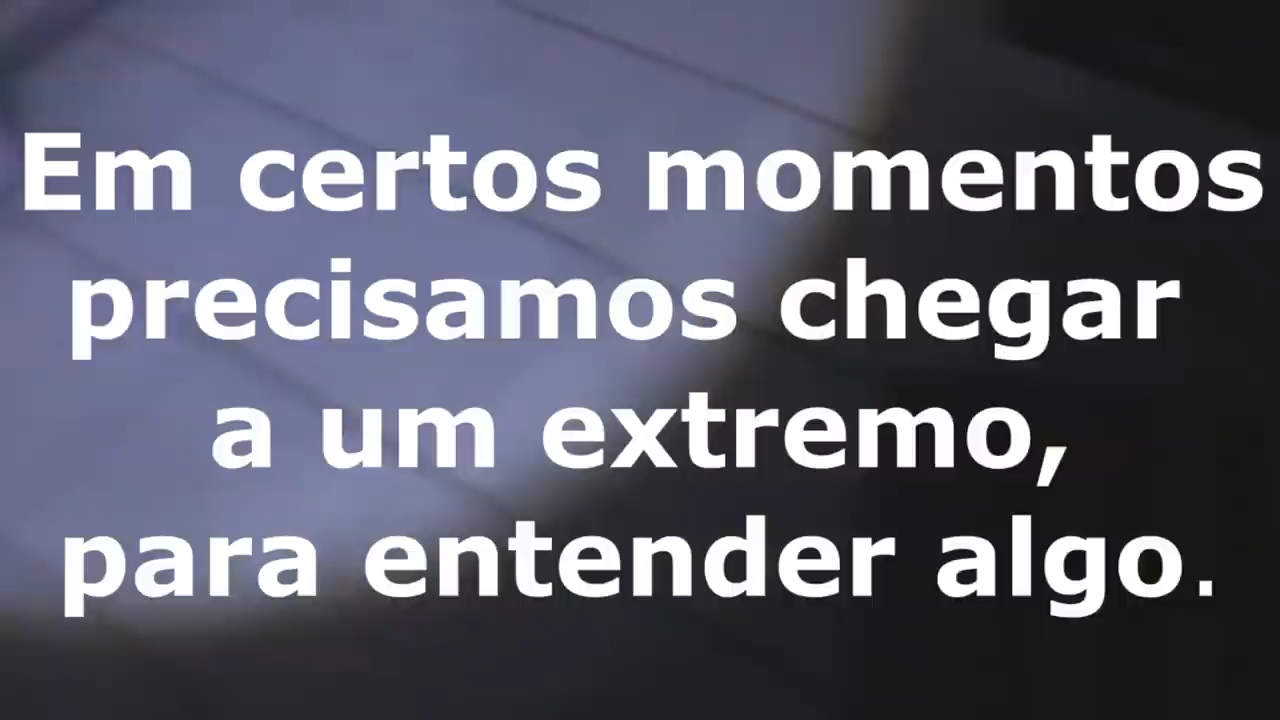 Em certos momentos
precisamos chegar
a um extremo,
para entender algo.